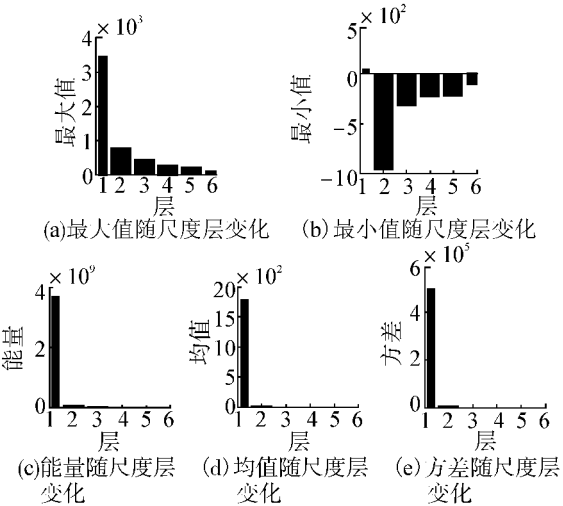 × 10³
4
3
2
1
0
最大值
1 2 3 4 5 6
层
(a)最大值随尺度层变化
× 10²
5
0
−5
−10
最小值
1 2 3 4 5 6
层
(b)最小值随尺度层变化
× 10⁹
4
2
0
能量
1 2 3 4 5 6
层
(c)能量随尺度层
变化
× 10²
20
15
10
5
0
均值
1 2 3 4 5 6
层
(d)均值随尺度层
变化
× 10⁵
6
4
2
0
方差
1 2 3 4 5 6
层
(e)方差随尺度层
变化